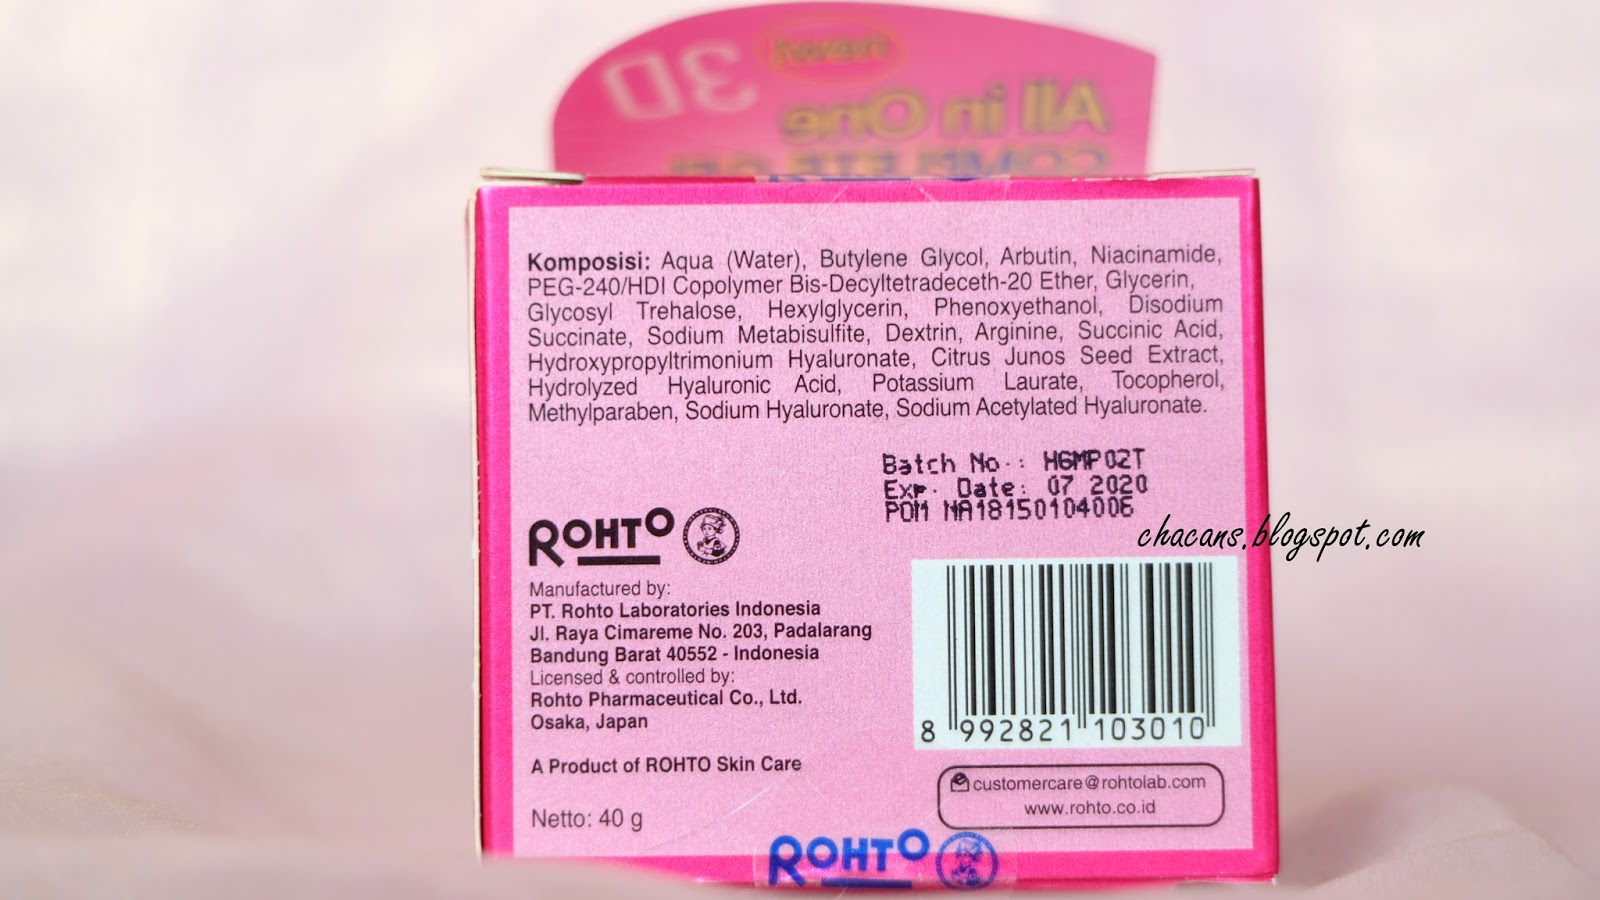 3D
All in One
Komposisi: Aqua (Water), Butylene Glycol, Arbutin, Niacinamide,
PEG-240/HDI Copolymer Bis-Decyltetradeceth-20 Ether, Glycerin,
Glycosyl Trehalose, Hexylglycerin, Phenoxyethanol, Disodium
Succinate, Sodium Metabisulfite, Dextrin, Arginine, Succinic Acid,
Hydroxypropyltrimonium Hyaluronate, Citrus Junos Seed Extract,
Hydrolyzed Hyaluronic Acid, Potassium Laurate, Tocopherol,
Methylparaben, Sodium Hyaluronate, Sodium Acetylated Hyaluronate.
Batch No.: H6MP02T
Exp. Date: 07 2020
POM NA18150104006
chacans.blogspot.com
ROHTO
Manufactured by:
PT. Rohto Laboratories Indonesia
Jl. Raya Cimareme No. 203, Padalarang
Bandung Barat 40552 - Indonesia
Licensed & controlled by:
Rohto Pharmaceutical Co., Ltd.
Osaka, Japan
A Product of ROHTO Skin Care
Netto: 40 g
8 992821 103010
customercare@rohtolab.com
www.rohto.co.id
ROHTO